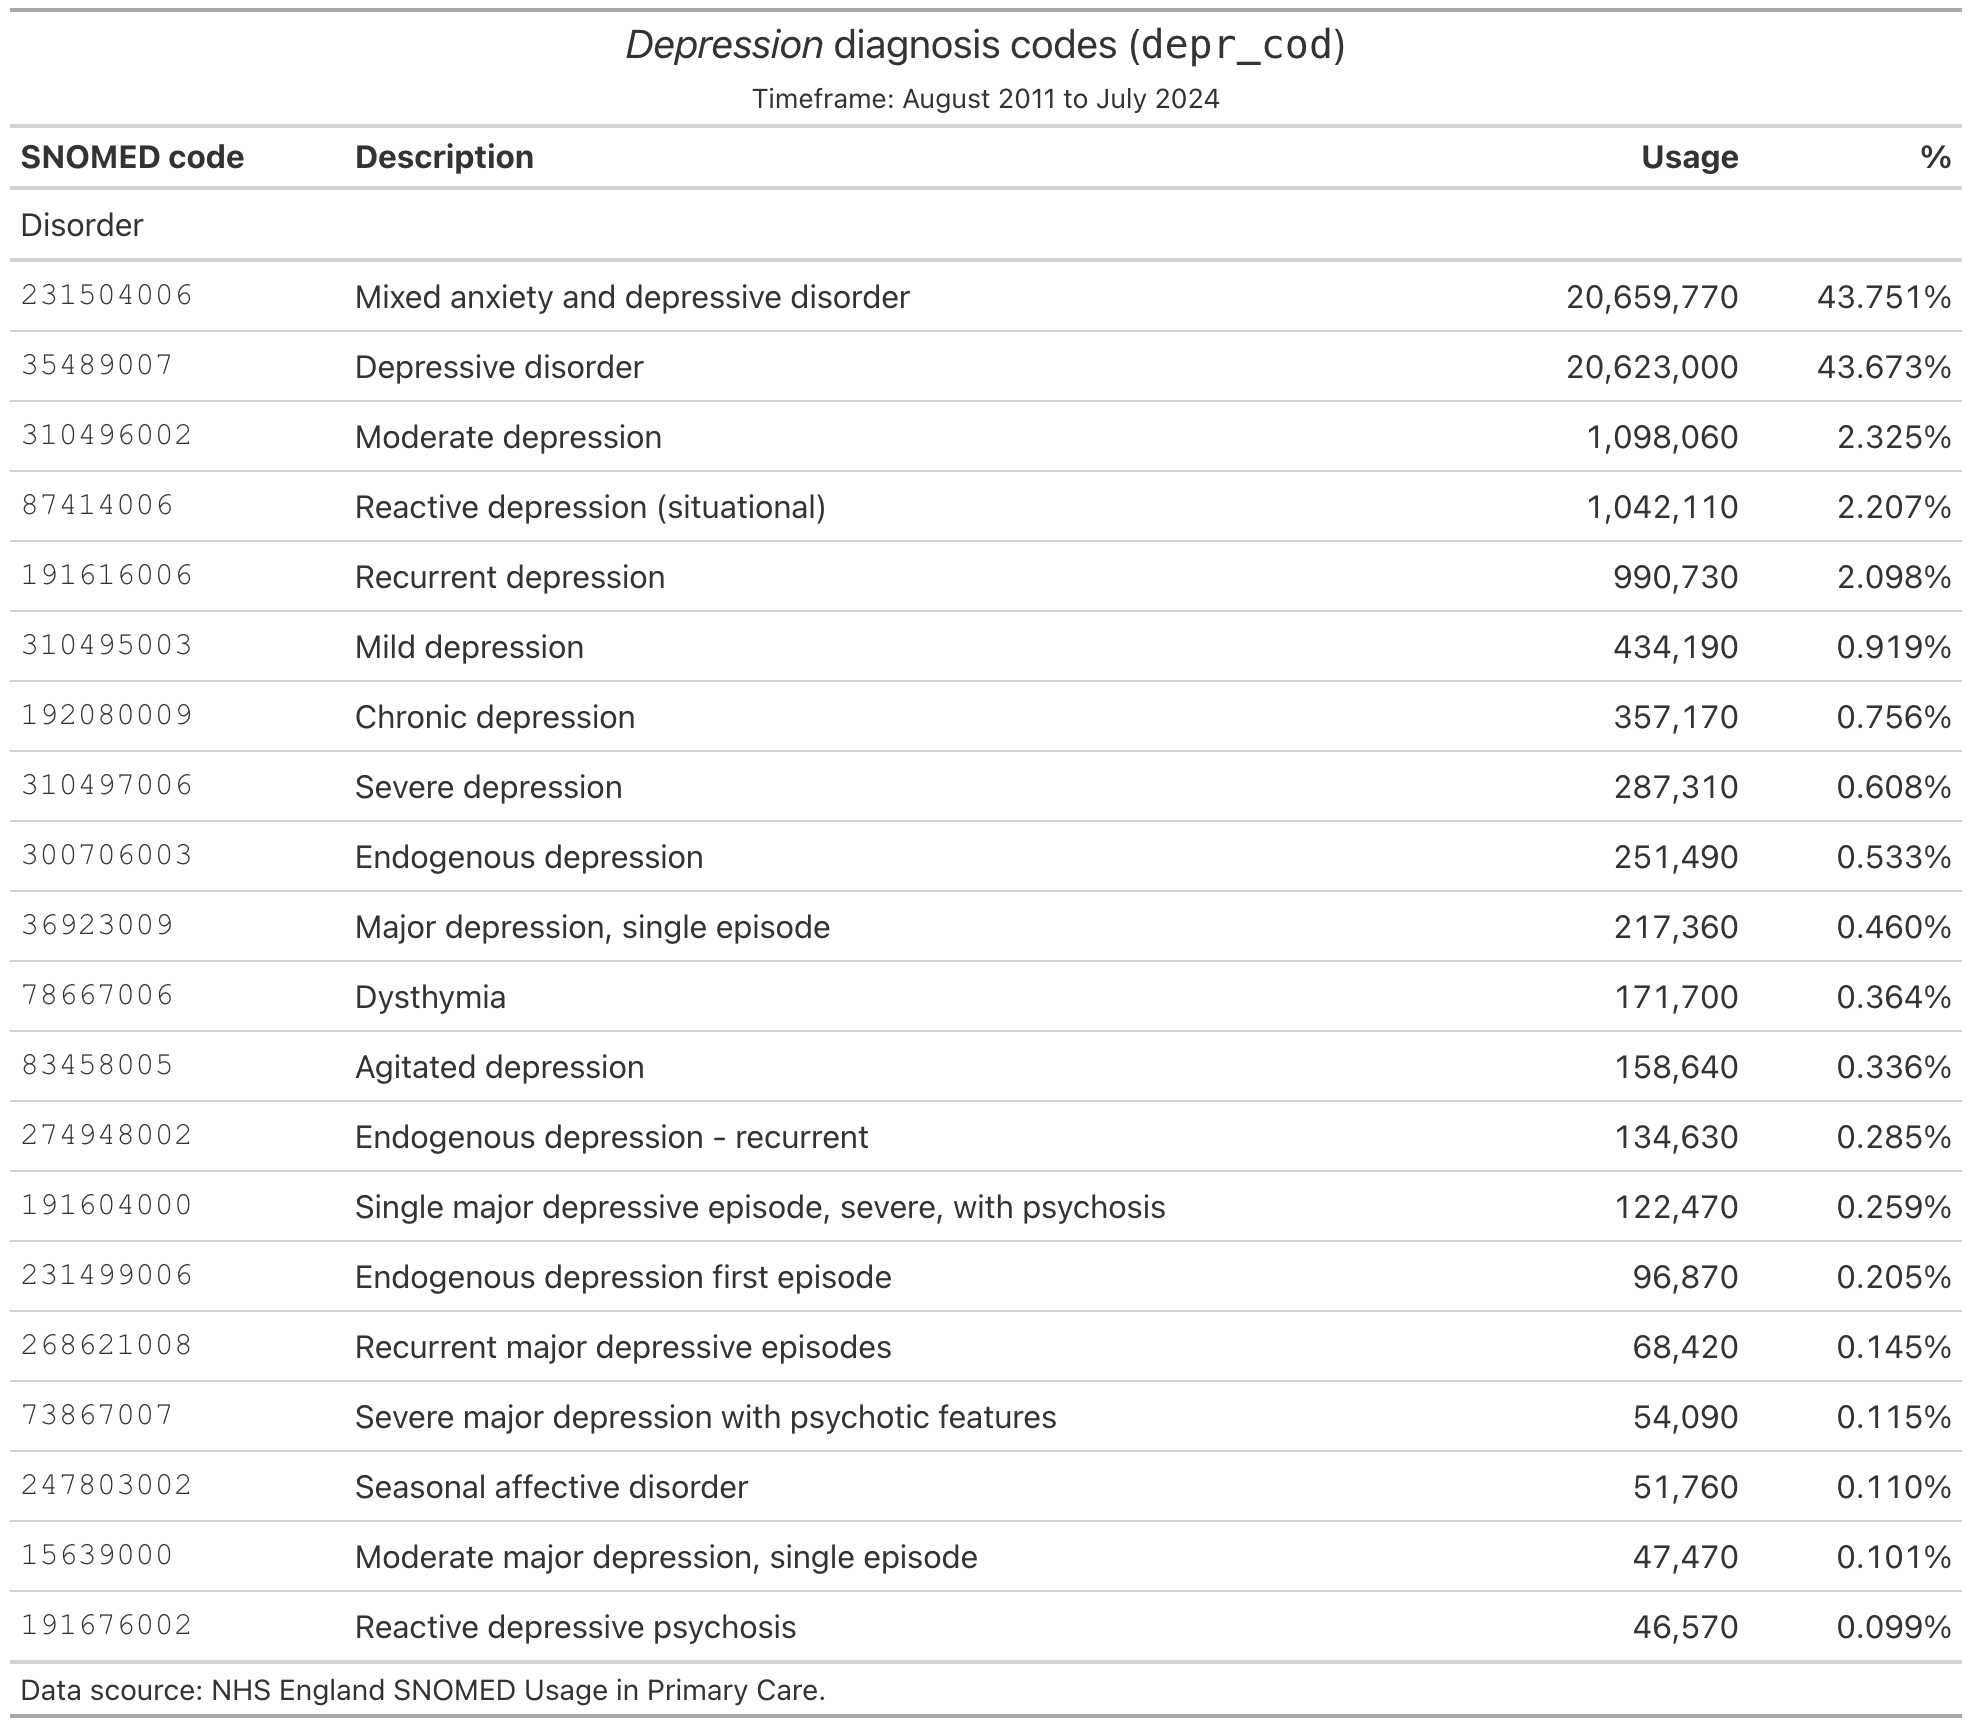 Depression diagnosis codes (depr_cod)
Timeframe: August 2011 to July 2024
SNOMED code Description Usage %
Disorder
231504006 Mixed anxiety and depressive disorder 20,659,770 43.751%
35489007 Depressive disorder 20,623,000 43.673%
310496002 Moderate depression 1,098,060 2.325%
87414006 Reactive depression (situational) 1,042,110 2.207%
191616006 Recurrent depression 990,730 2.098%
310495003 Mild depression 434,190 0.919%
192080009 Chronic depression 357,170 0.756%
310497006 Severe depression 287,310 0.608%
300706003 Endogenous depression 251,490 0.533%
36923009 Major depression, single episode 217,360 0.460%
78667006 Dysthymia 171,700 0.364%
83458005 Agitated depression 158,640 0.336%
274948002 Endogenous depression - recurrent 134,630 0.285%
191604000 Single major depressive episode, severe, with psychosis 122,470 0.259%
231499006 Endogenous depression first episode 96,870 0.205%
268621008 Recurrent major depressive episodes 68,420 0.145%
73867007 Severe major depression with psychotic features 54,090 0.115%
247803002 Seasonal affective disorder 51,760 0.110%
15639000 Moderate major depression, single episode 47,470 0.101%
191676002 Reactive depressive psychosis 46,570 0.099%
Data scource: NHS England SNOMED Usage in Primary Care.